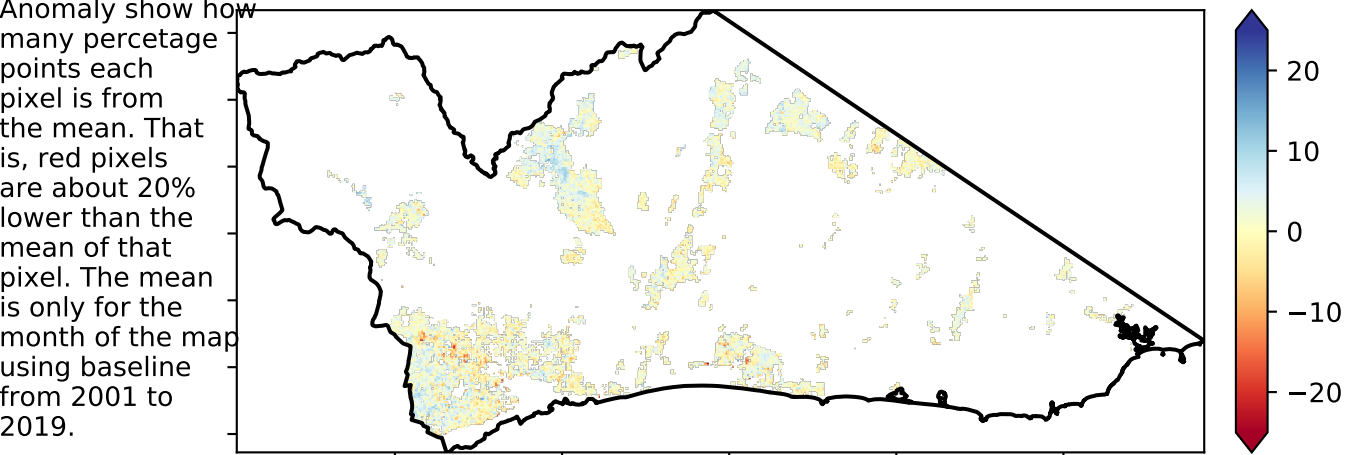 Anomaly show how
many percetage
points each
pixel is from
the mean. That
is, red pixels
are about 20%
lower than the
mean of that
pixel. The mean
is only for the
month of the map
using baseline
from 2001 to
2019.
20
10
0
−10
−20